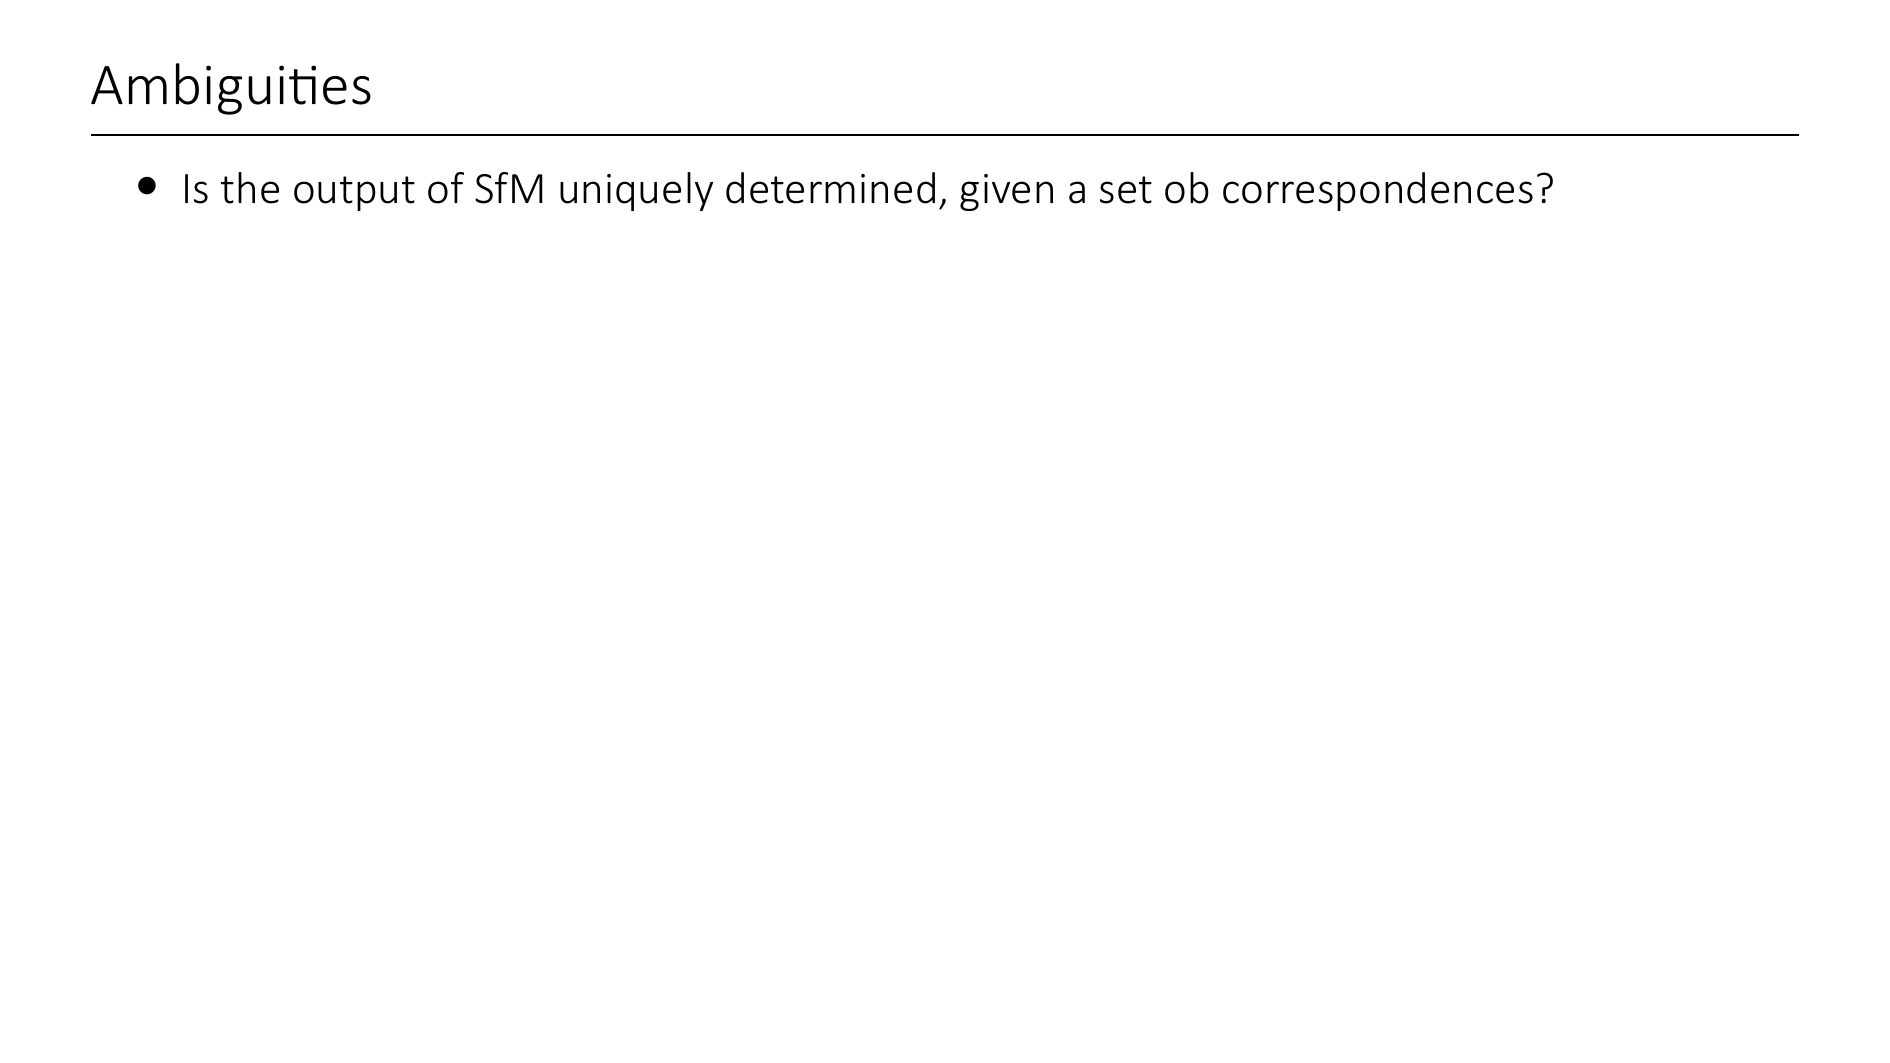 Ambiguities
● Is the output of SfM uniquely determined, given a set ob correspondences?